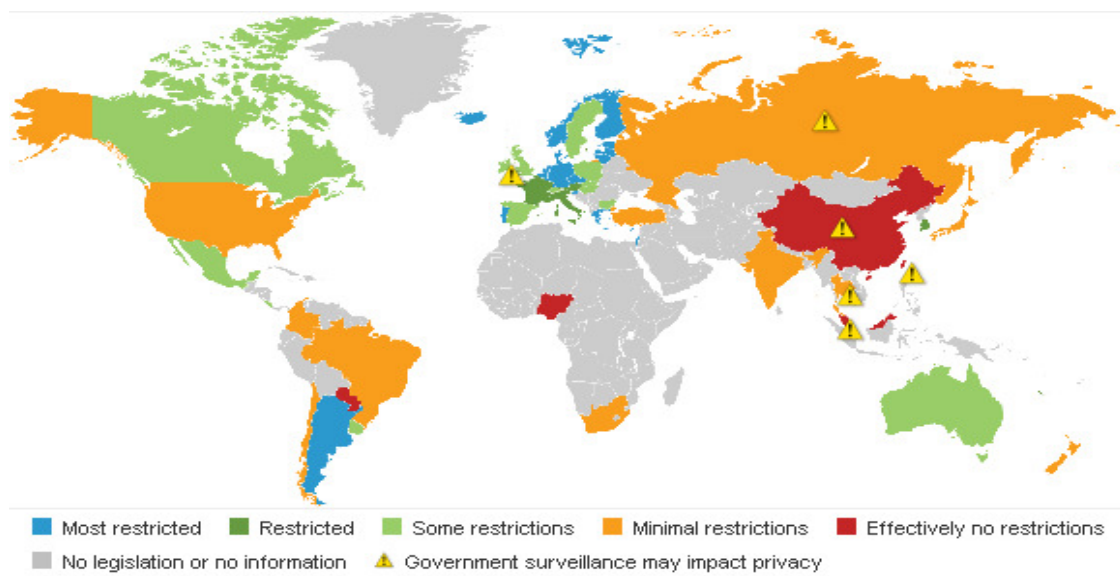 Most restricted Restricted Some restrictions Minimal restrictions Effectively no restrictions
No legislation or no information Government surveillance may impact privacy